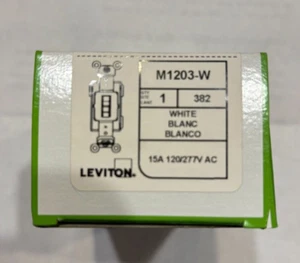 M1203-W
1
382
WHITE
BLANC
BLANCO
15A 120/277V AC
LEVITON